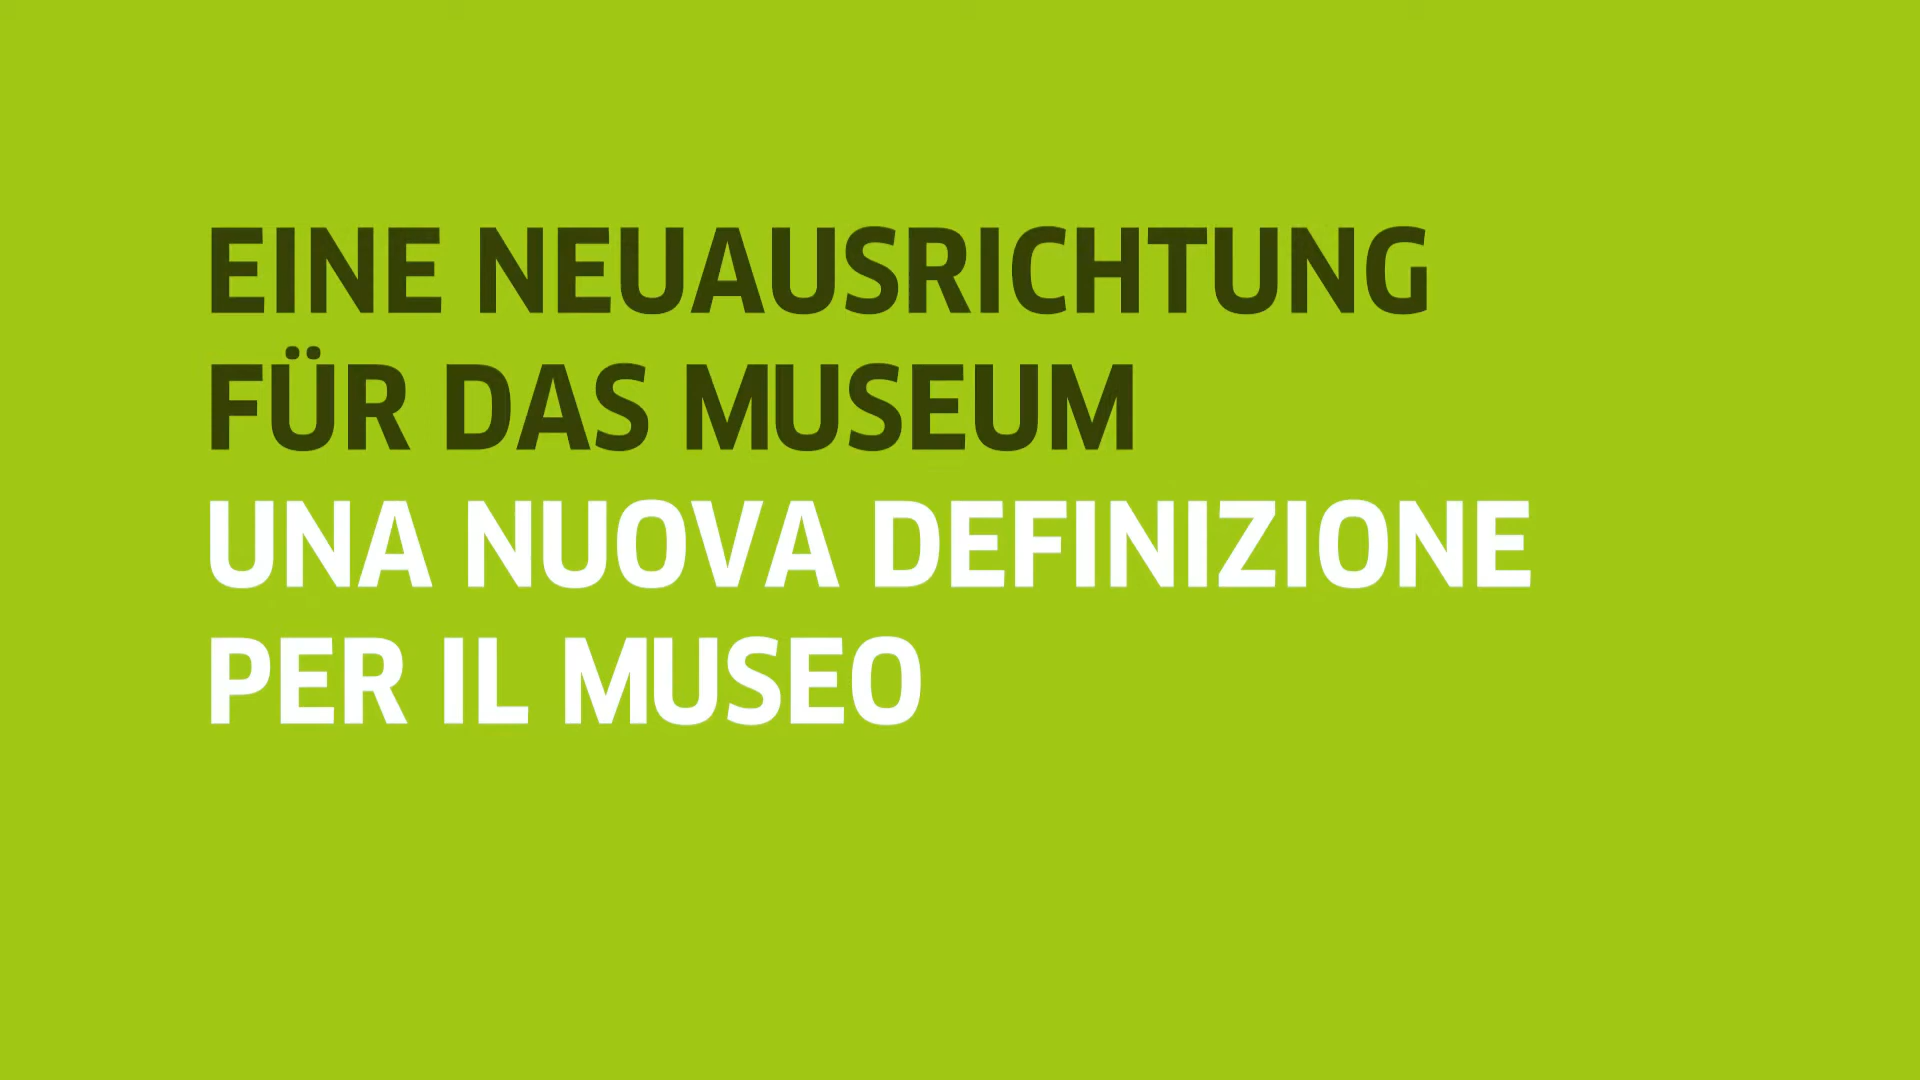 EINE NEUAUSRICHTUNG
FÜR DAS MUSEUM
UNA NUOVA DEFINIZIONE
PER IL MUSEO